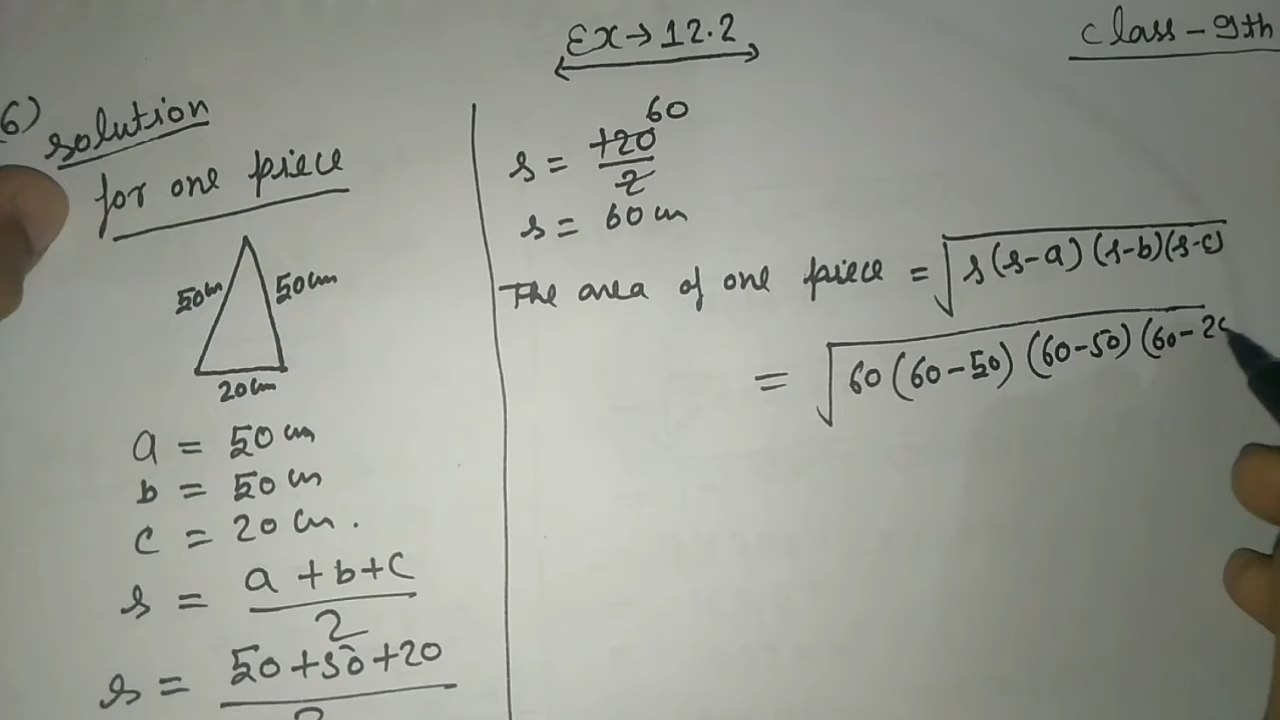 Ex→12.2
class-9th
6) solution
for one piece
50cm 50cm
20cm
a = 50 cm
b = 50 cm
c = 20 cm.
s = a+b+c / 2
s = 50+50+20
s = 120 / 2 60
s = 60 cm
The area of one piece = √s(s-a)(s-b)(s-c)
= √60(60-50)(60-50)(60-2